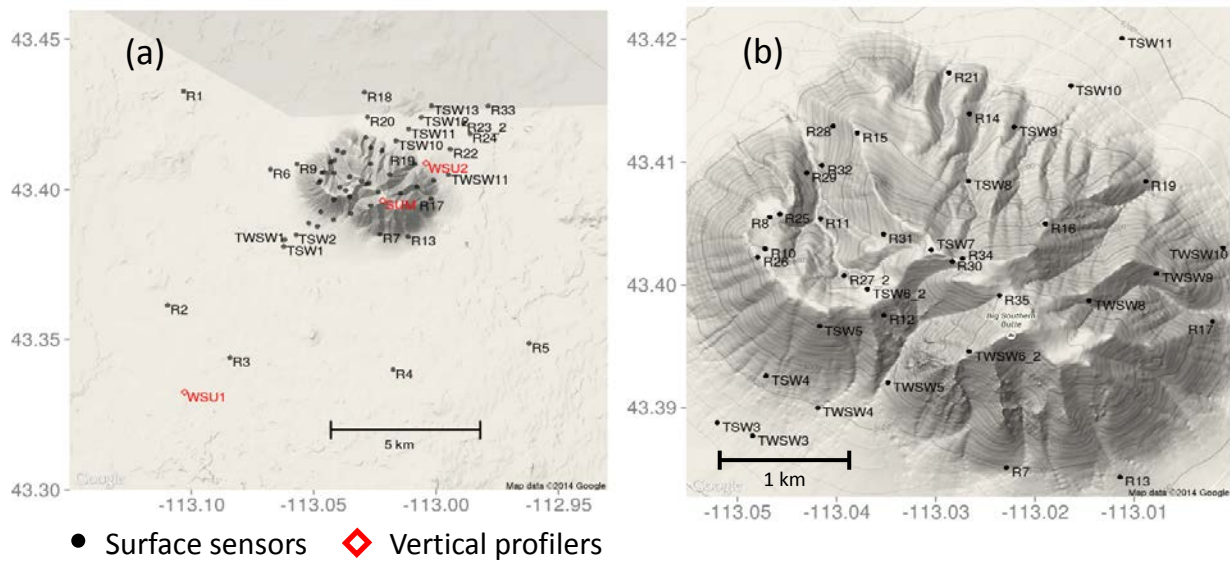 (a)
43.45
43.40
43.35
43.30
R1
R18
R20
TSW13
R33
TSW12
R23_2
TSW11
R24
TSW10
R22
R19
WSU2
R9
R6
TWSW11
R17
SUM
R7
R13
TWSW1
TSW2
TSW1
R2
R3
R4
R5
WSU1
5 km
Google
Map data ©2014 Google
-113.10
-113.05
-113.00
-112.95
Surface sensors
Vertical profilers
(b)
43.42
43.41
43.40
43.39
TSW11
R21
TSW10
R14
R28
R15
TSW9
R32
R29
TSW8
R19
R8
R25
R11
R16
R31
TSW7
R10
R26
R34
R30
TWSW10
TWSW9
R27_2
TSW6_2
R35
TWSW8
Big Southern
Butte
R12
TSW5
R17
TWSW6_2
TSW4
TWSW5
TWSW4
TSW3
TWSW3
1 km
R7
R13
Google
Map data ©2014 Google
-113.05
-113.04
-113.03
-113.02
-113.01